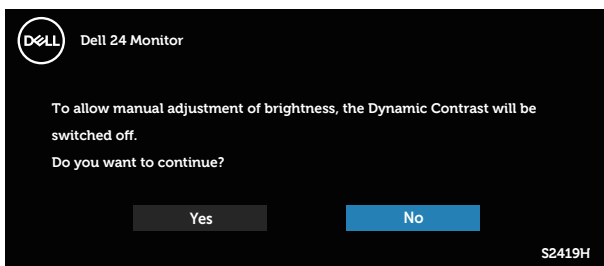 DELL
Dell 24 Monitor
To allow manual adjustment of brightness, the Dynamic Contrast will be
switched off.
Do you want to continue?
Yes No
S2419H